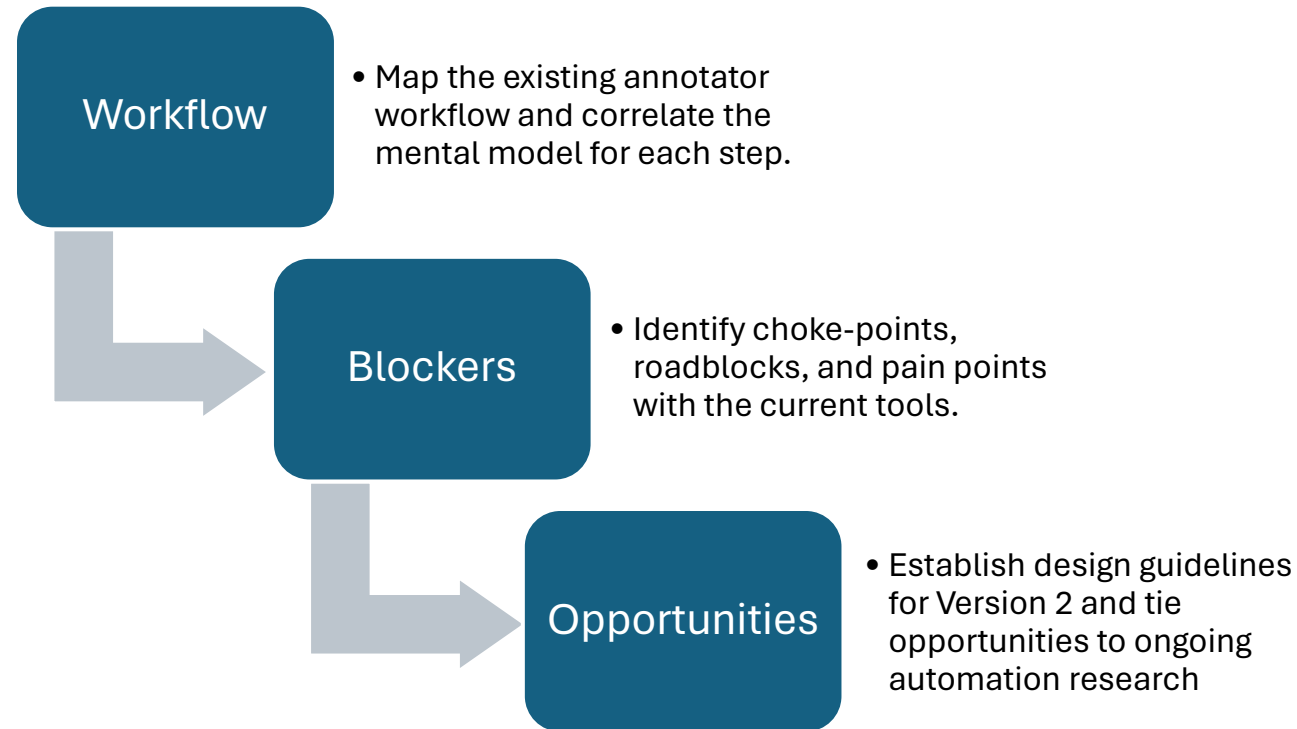 Workflow
• Map the existing annotator
workflow and correlate the
mental model for each step.
Blockers
• Identify choke-points,
roadblocks, and pain points
with the current tools.
Opportunities
• Establish design guidelines
for Version 2 and tie
opportunities to ongoing
automation research